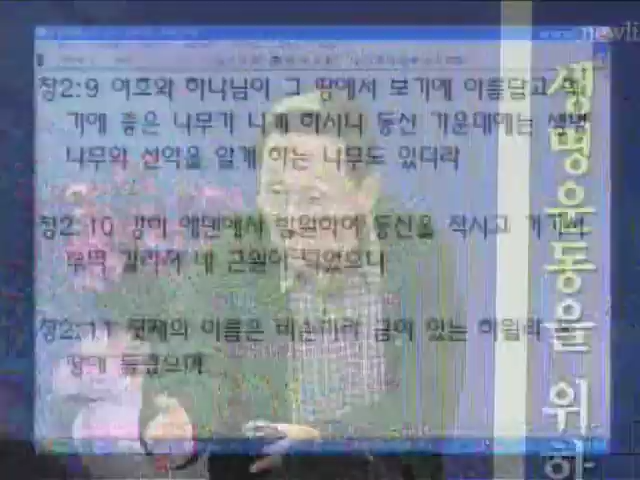 newli
창2:9 여호와 하나님이 그 땅에서 보기에 아름답고 먹
기에 좋은 나무가 나게 하시니 동산 가운데에는 생명
나무와 선악을 알게 하는 나무도 있더라
창2:10 강이 에덴에서 발원하여 동산을 적시고 거기서
부터 갈라져 네 근원이 되었으니
창2:11 첫째의 이름은 비손이라 금이 있는 하윌라 온
땅에 둘렸으며
생명운동을 위하